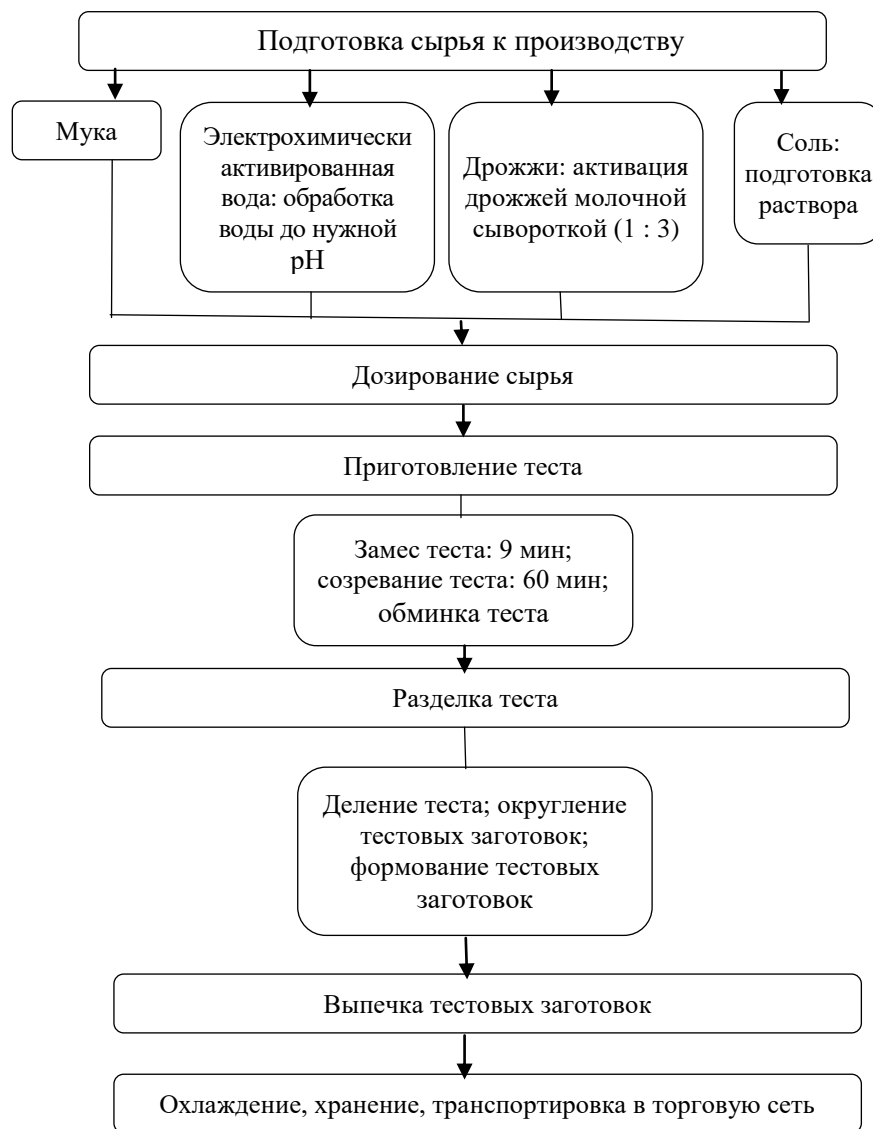 Подготовка сырья к производству
Мука
Электрохимически
активированная
вода: обработка
воды до нужной
pH
Дрожжи: активация
дрожжей молочной
сывороткой (1 : 3)
Соль:
подготовка
раствора
Дозирование сырья
Приготовление теста
Замес теста: 9 мин;
созревание теста: 60 мин;
обминка теста
Разделка теста
Деление теста; округление
тестовых заготовок;
формование тестовых
заготовок
Выпечка тестовых заготовок
Охлаждение, хранение, транспортировка в торговую сеть